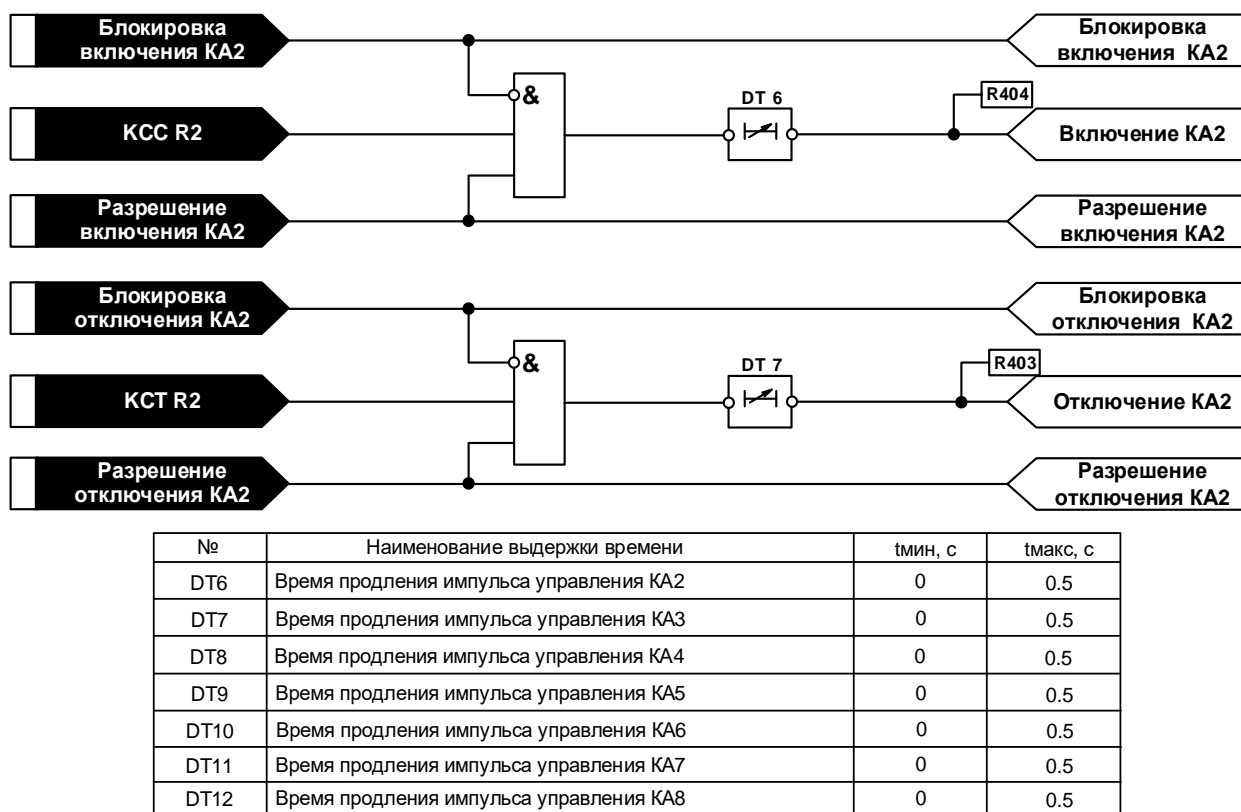 Блокировка
включения КА2
Блокировка
включения КА2
&
DT 6
R404
КСС R2
Включение КА2
Разрешение
включения КА2
Разрешение
включения КА2
Блокировка
отключения КА2
Блокировка
отключения КА2
&
DT 7
R403
КСТ R2
Отключение КА2
Разрешение
отключения КА2
Разрешение
отключения КА2
№ Наименование выдержки времени tмин, с tмакс, с
DT6 Время продления импульса управления КА2 0 0.5
DT7 Время продления импульса управления КА3 0 0.5
DT8 Время продления импульса управления КА4 0 0.5
DT9 Время продления импульса управления КА5 0 0.5
DT10 Время продления импульса управления КА6 0 0.5
DT11 Время продления импульса управления КА7 0 0.5
DT12 Время продления импульса управления КА8 0 0.5